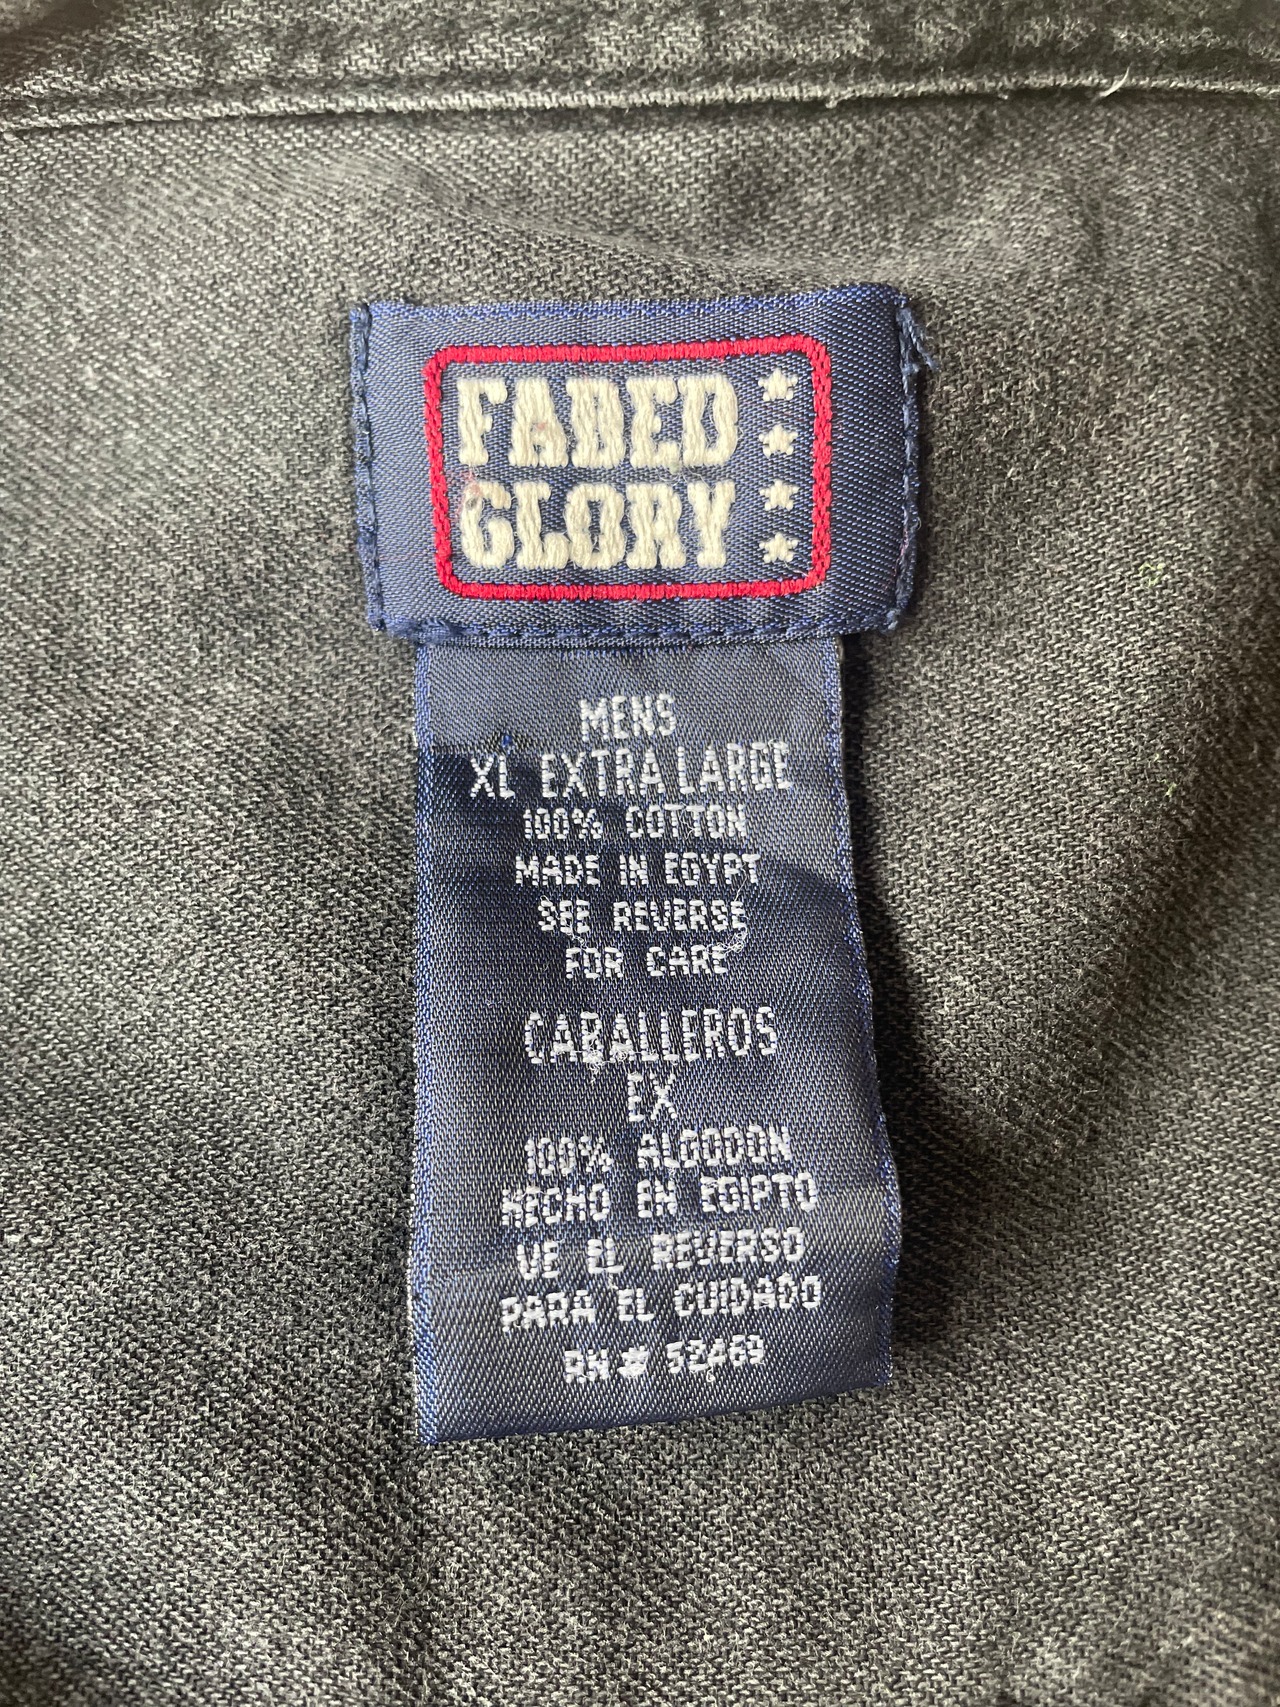 FADED
GLORY
MENS
XL EXTRA LARGE
100% COTTON
MADE IN EGYPT
SEE REVERSE
FOR CARE
CABALLEROS
EX
100% ALGODON
HECHO EN EGIPTO
VE EL REVERSO
PARA EL CUIDADO
RN # 52469